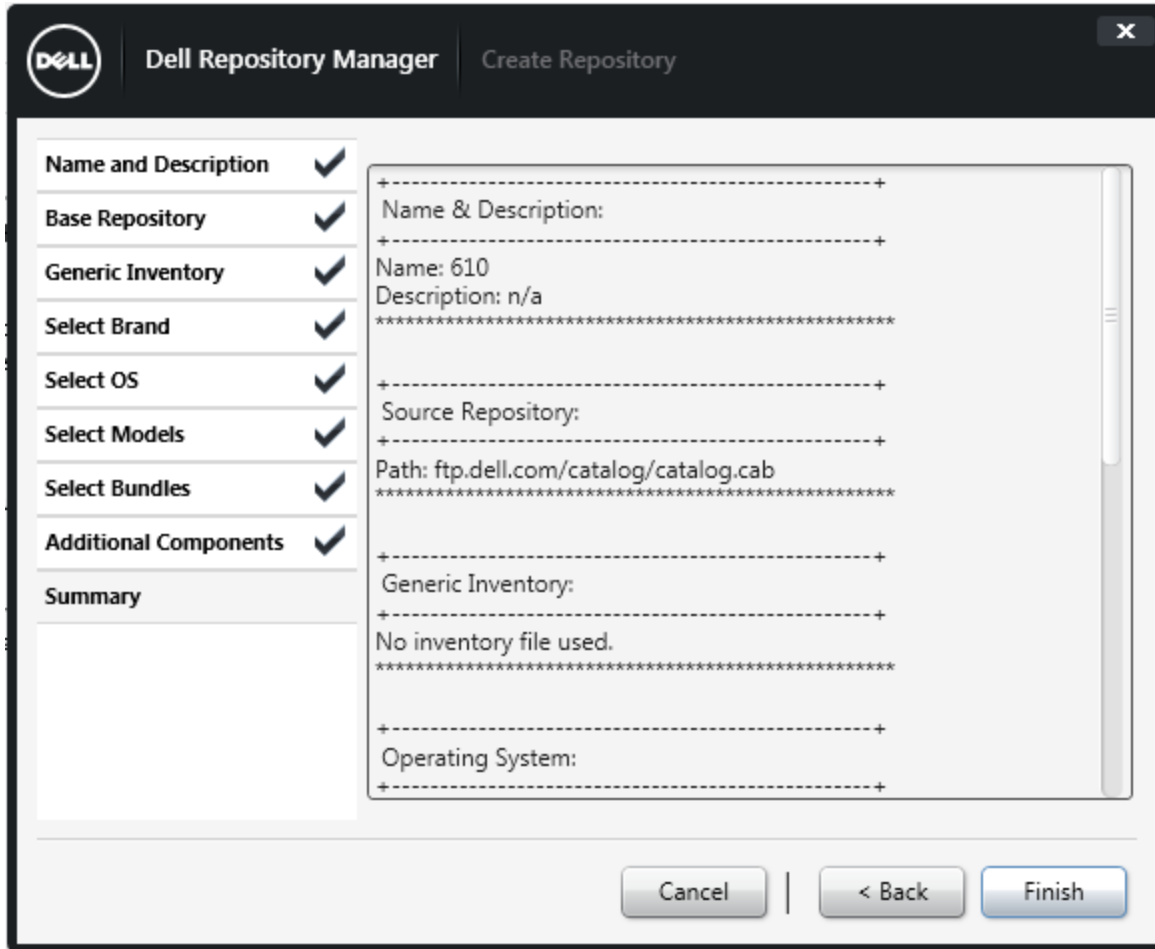 DELL
Dell Repository Manager
Create Repository
x
Name and Description
Base Repository
Generic Inventory
Select Brand
Select OS
Select Models
Select Bundles
Additional Components
Summary
+------------------------------------------------+
Name & Description:
+------------------------------------------------+
Name: 610
Description: n/a
****************************************************
+------------------------------------------------+
Source Repository:
+------------------------------------------------+
Path: ftp.dell.com/catalog/catalog.cab
****************************************************
+------------------------------------------------+
Generic Inventory:
+------------------------------------------------+
No inventory file used.
****************************************************
+------------------------------------------------+
Operating System:
+------------------------------------------------+
Cancel
< Back
Finish